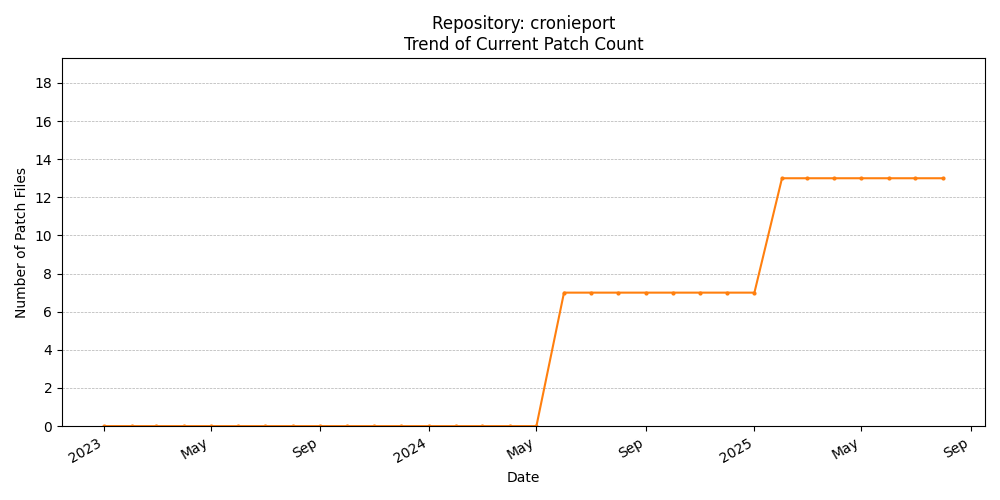 Repository: cronieport
Trend of Current Patch Count
Number of Patch Files
18
16
14
12
10
8
6
4
2
0
2023
May
Sep
2024
May
Sep
2025
May
Sep
Date